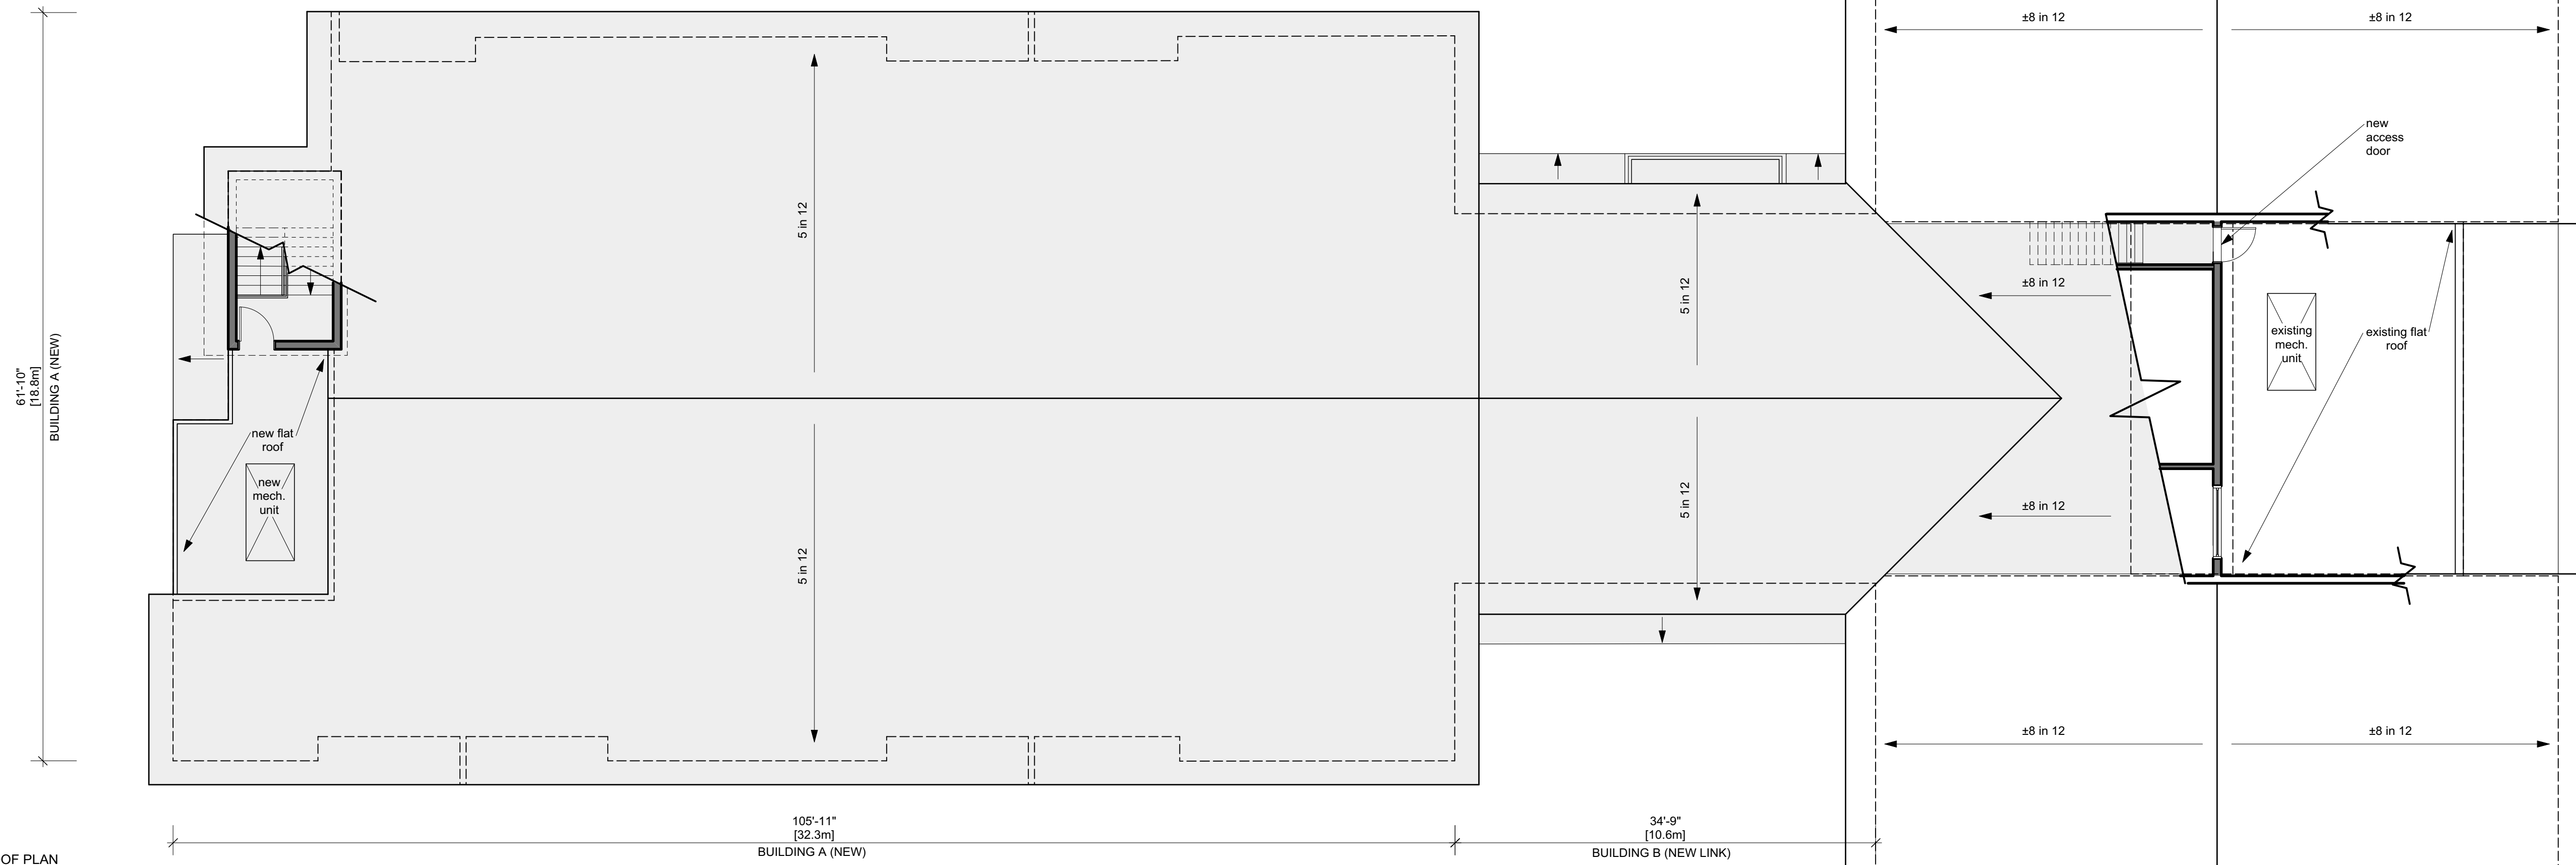 ±8 in 12
±8 in 12
new
access
door
5 in 12
5 in 12
±8 in 12
existing
mech.
unit
existing flat
roof
61'-10"
[18.8m]
BUILDING A (NEW)
new flat
roof
new
mech.
unit
5 in 12
5 in 12
±8 in 12
±8 in 12
±8 in 12
105'-11"
[32.3m]
BUILDING A (NEW)
34'-9"
[10.6m]
BUILDING B (NEW LINK)
OF PLAN